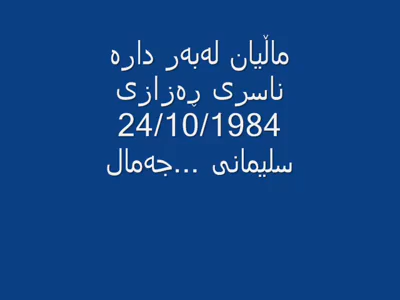 ماڵیان لەبەر دارە
ناسری ڕەزازی
24/10/1984
سلیمانی ...جەمال